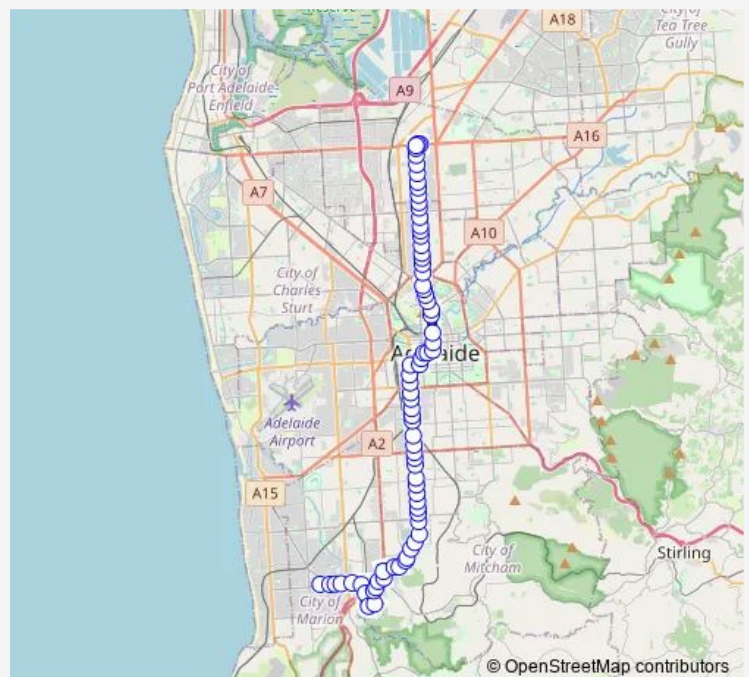 Reserve
A18
City of
Tea Tree
Gully
City of
Port Adelaide-
Enfield
A9
A16
A7
A10
City of
Charles
Sturt
Adelaide
Adelaide
Airport
A2
A15
City of
Mitcham
Stirling
City of
Marion
© OpenStreetMap contributors